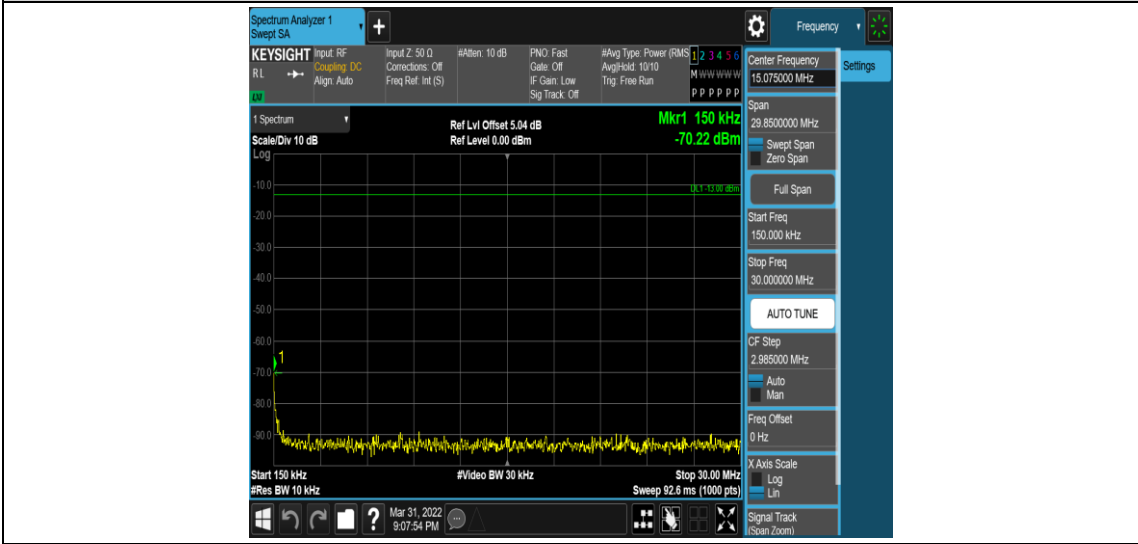 Spectrum Analyzer 1
Swept SA
+
Frequency
KEYSIGHT
RL
Input: RF
Coupling: DC
Align: Auto
Input Z: 50 Ω
Corrections: Off
Freq Ref: Int (S)
#Atten: 10 dB
PNO: Fast
Gate: Off
IF Gain: Low
Sig Track: Off
#Avg Type: Power (RMS
Avg|Hold: 10/10
Trig: Free Run
1 2 3 4 5 6
M W W W W W
P P P P P P
1 Spectrum
Scale/Div 10 dB
Ref Lvl Offset 5.04 dB
Ref Level 0.00 dBm
Mkr1 150 kHz
-70.22 dBm
Log
DL1 -13.00 dBm
-10.0
-20.0
-30.0
-40.0
-50.0
-60.0
-70.0
-80.0
-90.0
1
Start 150 kHz
#Res BW 10 kHz
#Video BW 30 kHz
Stop 30.00 MHz
Sweep 92.6 ms (1000 pts)
?
Mar 31, 2022
9:07:54 PM
Center Frequency
15.075000 MHz
Settings
Span
29.8500000 MHz
Swept Span
Zero Span
Full Span
Start Freq
150.000 kHz
Stop Freq
30.000000 MHz
AUTO TUNE
CF Step
2.985000 MHz
Auto
Man
Freq Offset
0 Hz
X Axis Scale
Log
Lin
Signal Track
(Span Zoom)